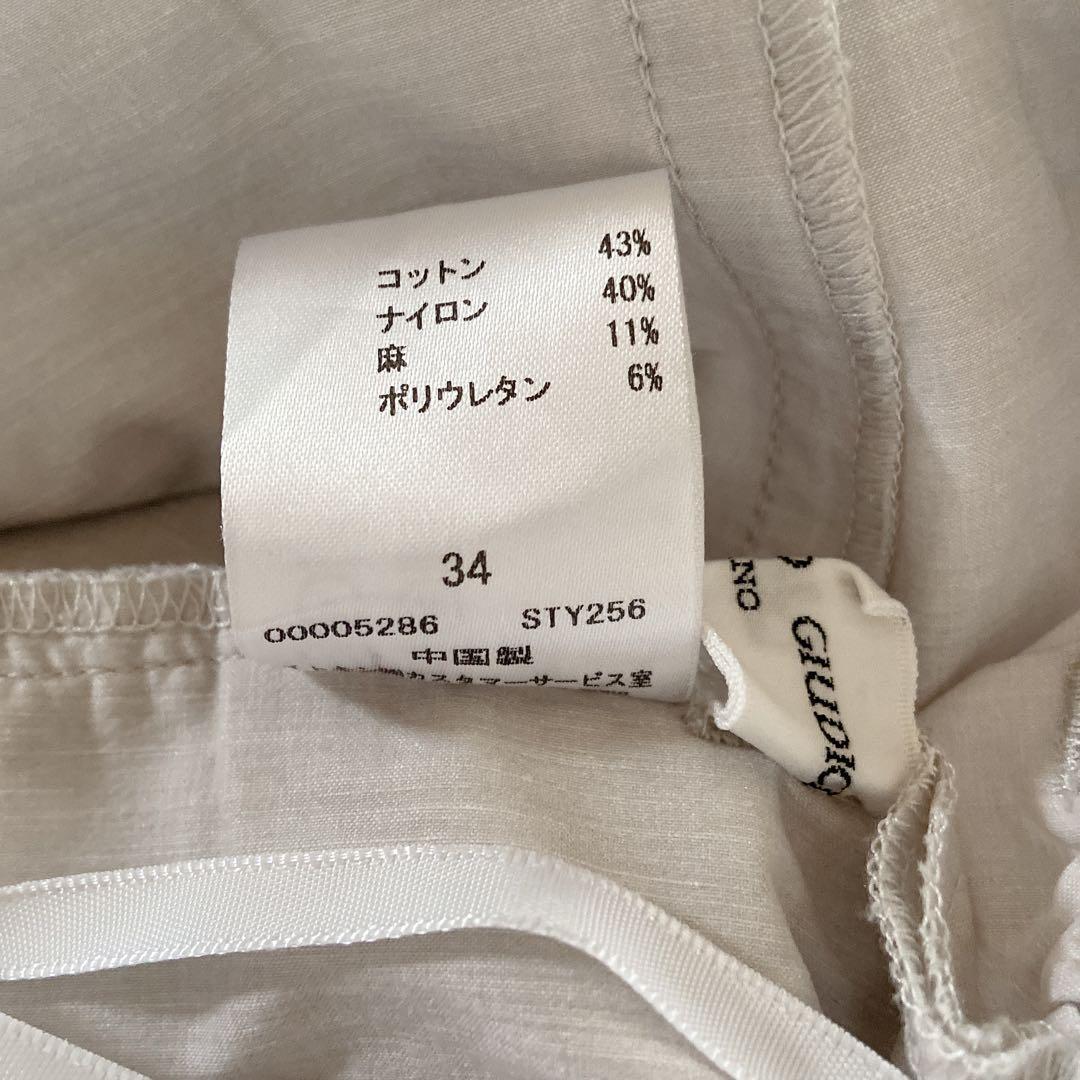 コットン 43%
ナイロン 40%
麻 11%
ポリウレタン 6%
34
00005286 STY256
中国製
カスタマーサービス室
GIUDIC
NO